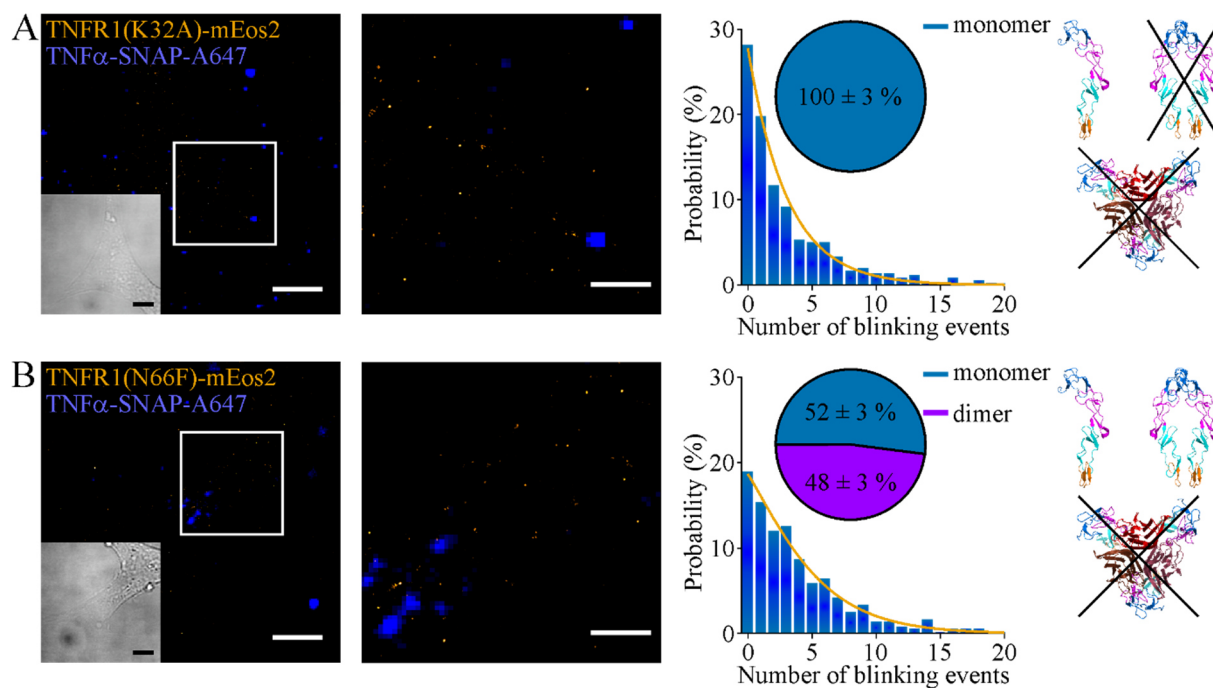 A
TNFR1(K32A)-mEos2
TNFα-SNAP-A647
30
20
10
0
Probability (%)
100 ± 3 %
monomer
0 5 10 15 20
Number of blinking events
B
TNFR1(N66F)-mEos2
TNFα-SNAP-A647
30
20
10
0
Probability (%)
52 ± 3 %
48 ± 3 %
monomer
dimer
0 5 10 15 20
Number of blinking events